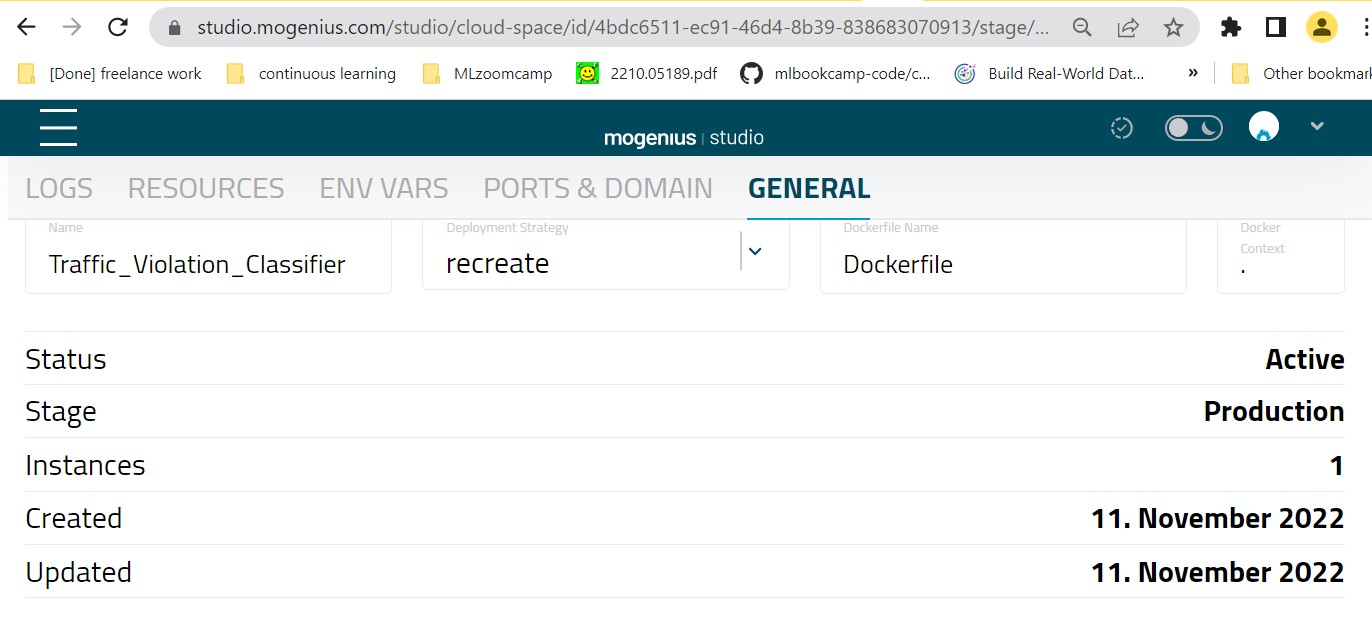 studio.mogenius.com/studio/cloud-space/id/4bdc6511-ec91-46d4-8b39-838683070913/stage/...
[Done] freelance work continuous learning MLzoomcamp 2210.05189.pdf mlbookcamp-code/c... Build Real-World Dat... » Other bookmark
mogenius | studio
LOGS RESOURCES ENV VARS PORTS & DOMAIN GENERAL
Name Deployment Strategy Dockerfile Name Docker Context
Traffic_Violation_Classifier recreate Dockerfile .
Status Active
Stage Production
Instances 1
Created 11. November 2022
Updated 11. November 2022